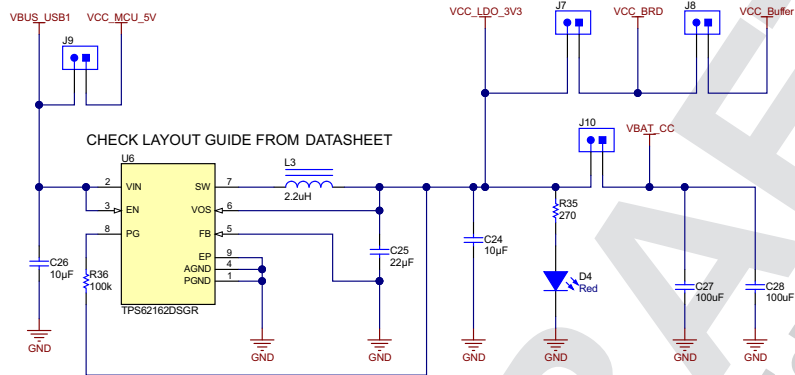 VBUS_USB1
VCC_MCU_5V
VCC_LDO_3V3
J7
VCC_BRD
J8
VCC_Buffer
J9
CHECK LAYOUT GUIDE FROM DATASHEET
J10
VBAT_CC
U6
L3
2 VIN SW 7
2.2uH
3 EN VOS 6
8 PG FB 5
R35
270
C26
10µF
R36
100k
EP 9
AGND 4
PGND 1
C25
22µF
C24
10µF
D4
Red
C27
100uF
C28
100uF
TPS62162DSGR
GND
GND
GND
GND
GND
GND
GND